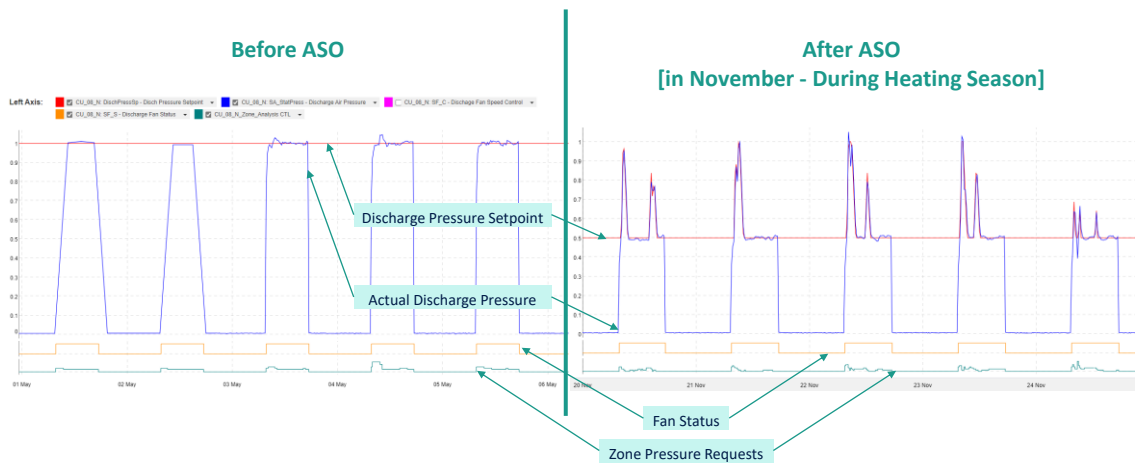 Before ASO
After ASO
[in November - During Heating Season]
Left Axis:
CU_08_N: DischPressSp - Disch Pressure Setpoint
CU_08_N: SA_StatPress - Discharge Air Pressure
CU_08_N: SF_C - Dischage Fan Speed Control
CU_08_N: SF_S - Discharge Fan Status
CU_08_N_Zone_Analysis CTL
1
0.9
0.8
0.7
0.6
0.5
0.4
0.3
0.2
0.1
0
01 May
02 May
03 May
04 May
05 May
06 May
1
0.9
0.8
0.7
0.6
0.5
0.4
0.3
0.2
0.1
0
20 Nov
21 Nov
22 Nov
23 Nov
24 Nov
Discharge Pressure Setpoint
Actual Discharge Pressure
Fan Status
Zone Pressure Requests